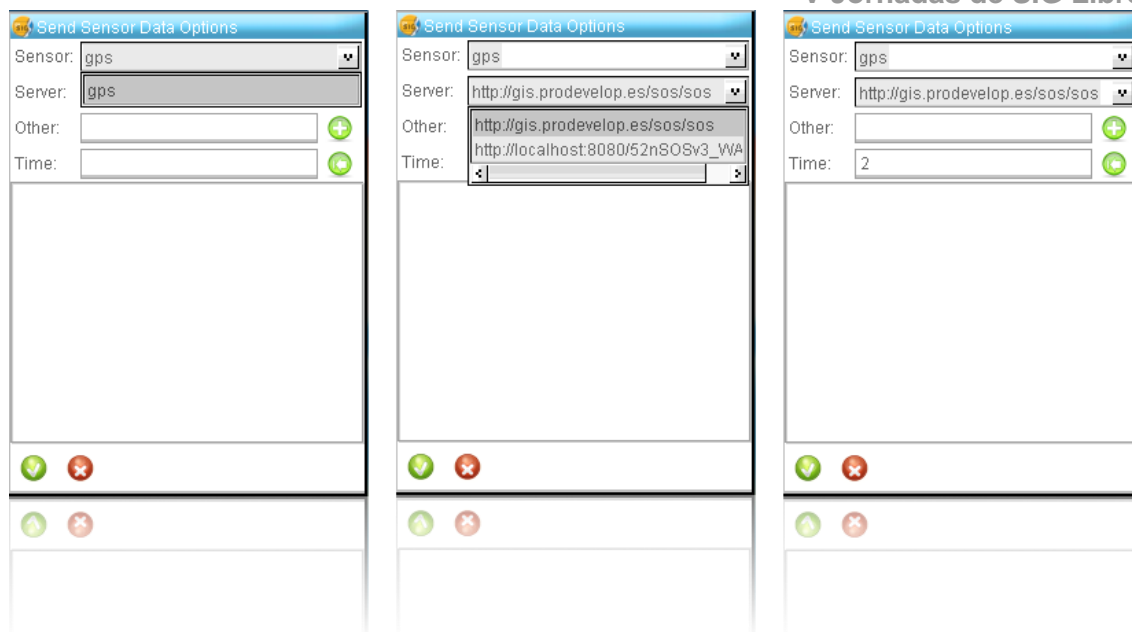 V Jornadas de SIG Libre
Send Sensor Data Options
Sensor: gps
Server: gps
Other:
Time:
Send Sensor Data Options
Sensor: gps
Server: http://gis.prodevelop.es/sos/sos
http://gis.prodevelop.es/sos/sos
Other:
http://localhost:8080/52nSOSv3_WA
Time:
Send Sensor Data Options
Sensor: gps
Server: http://gis.prodevelop.es/sos/sos
Other:
Time: 2